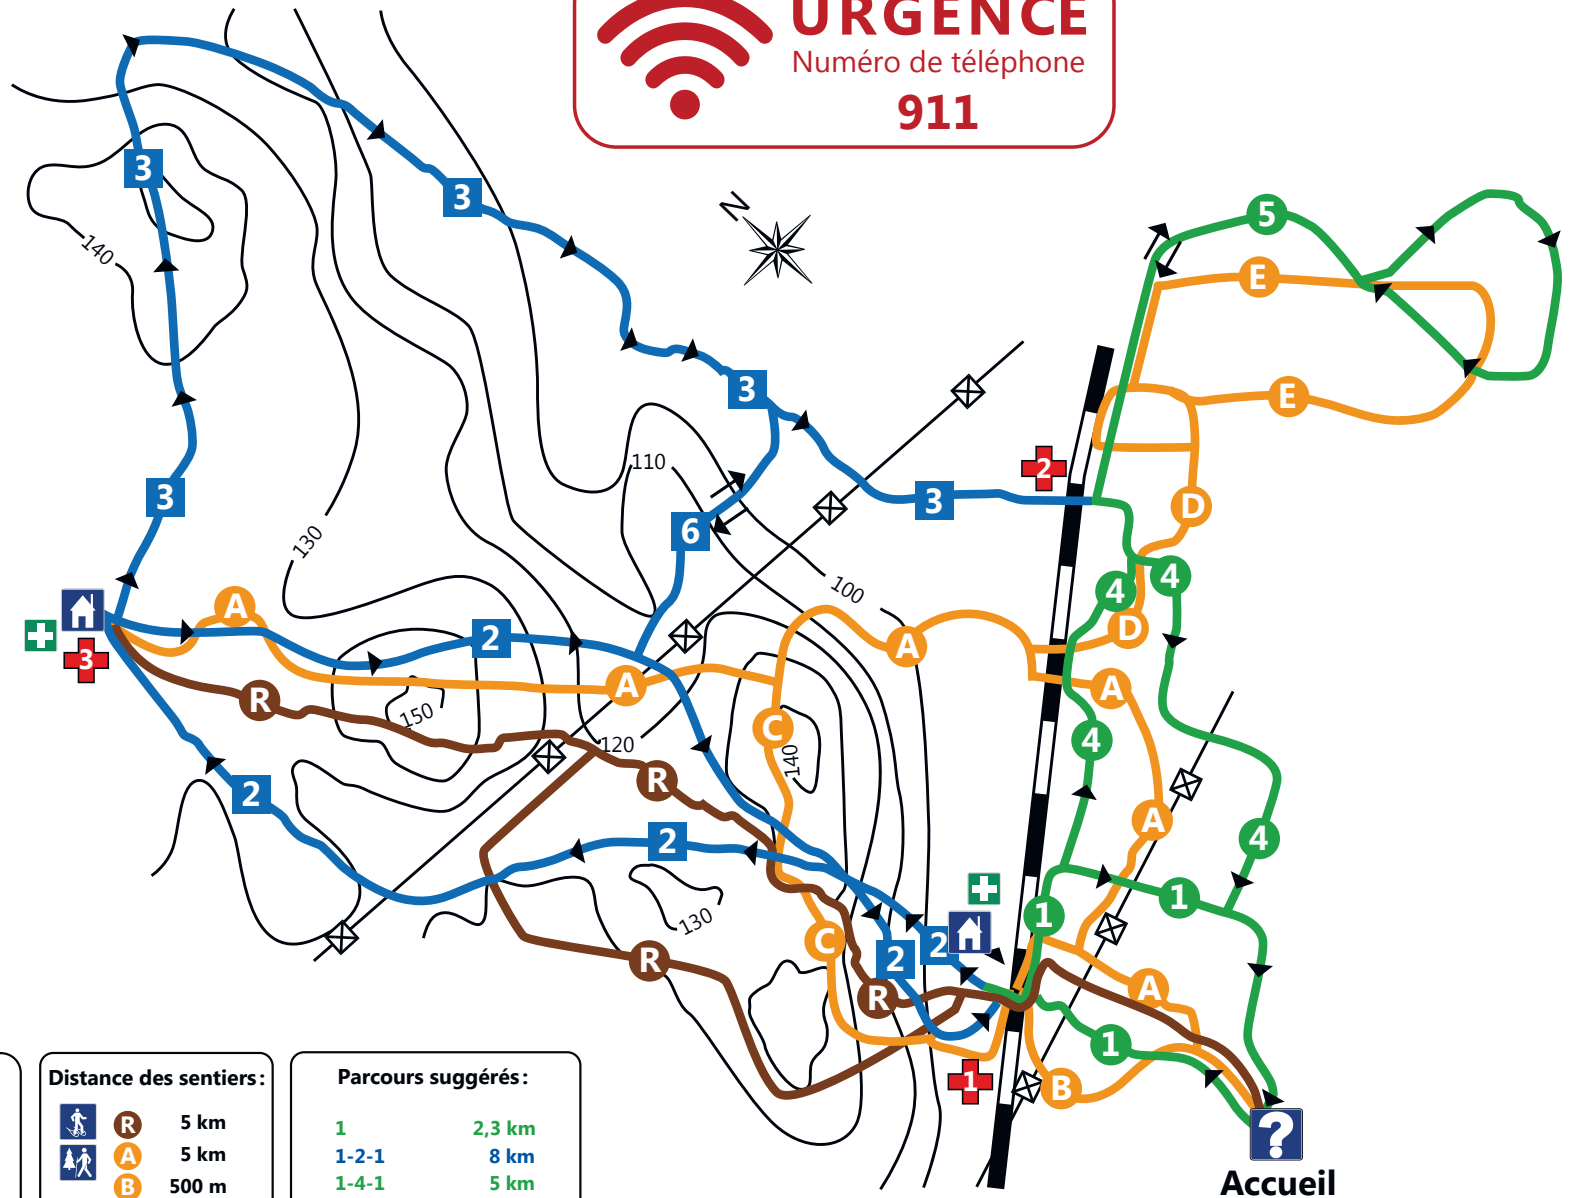 URGENCE
Numéro de téléphone
911
3
3
140
N
5
E
3
E
110
2
3
3
D
6
130
100
4
4
A
D
2
A
3
A
A
R
150
C
4
120
140
R
2
A
2
4
1
130
1
C
2
2
R
R
A
1
1
B
?
Accueil
Distance des sentiers :
R 5 km
A 5 km
B 500 m
Parcours suggérés :
1 2,3 km
1-2-1 8 km
1-4-1 5 km